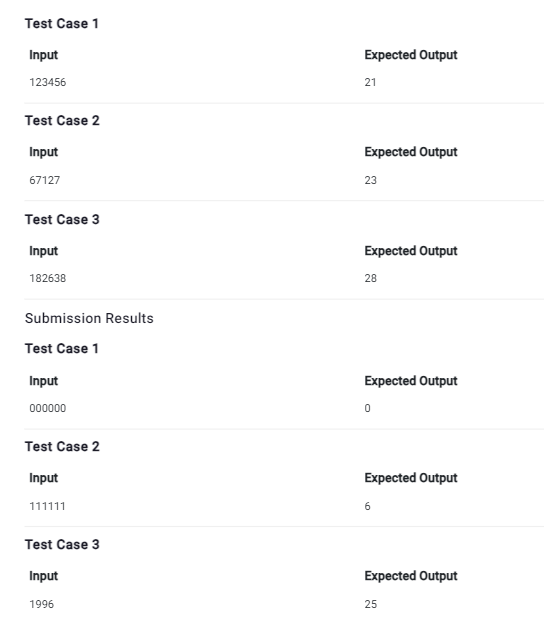 Test Case 1
Input Expected Output
123456 21
Test Case 2
Input Expected Output
67127 23
Test Case 3
Input Expected Output
182638 28
Submission Results
Test Case 1
Input Expected Output
000000 0
Test Case 2
Input Expected Output
111111 6
Test Case 3
Input Expected Output
1996 25